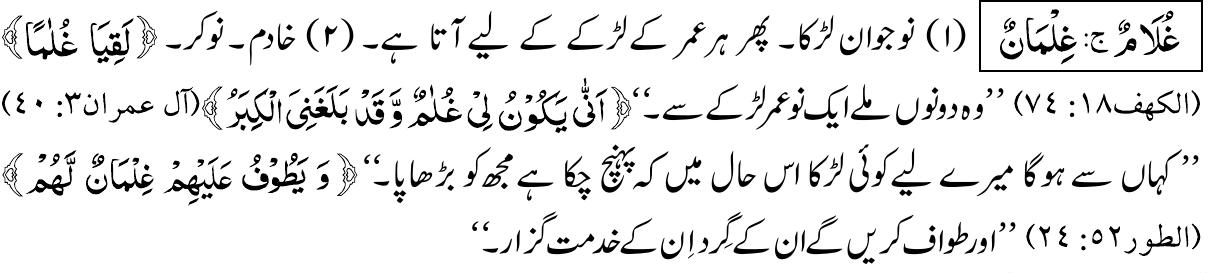 غُلَامٌ ج: غِلْمَانٌ (۱) نوجوان لڑکا۔ پھر ہر عمر کے لڑکے کے لیے آتا ہے۔ (۲) خادم۔ نوکر۔ ﴿لَقِیَا غُلٰمًا﴾
(الکھف۱۸: ۷۴) ’’وہ دونوں ملے ایک نوعمر لڑکے سے۔‘‘ ﴿اَنّٰی یَکُوْنُ لِیْ غُلٰمٌ وَّقَدْ بَلَغَنِیَ الْکِبَرُ﴾ (آل عمران۳: ۴۰)
’’کہاں سے ہوگا میرے لیے کوئی لڑکا اس حال میں کہ پہنچ چکا ہے مجھ کو بڑھاپا۔‘‘ ﴿وَیَطُوْفُ عَلَیْھِمْ غِلْمَانٌ لَّھُمْ﴾
(الطور۵۲: ۲۴) ’’اور طواف کریں گے ان کے گِرد اِن کے خدمت گزار۔‘‘